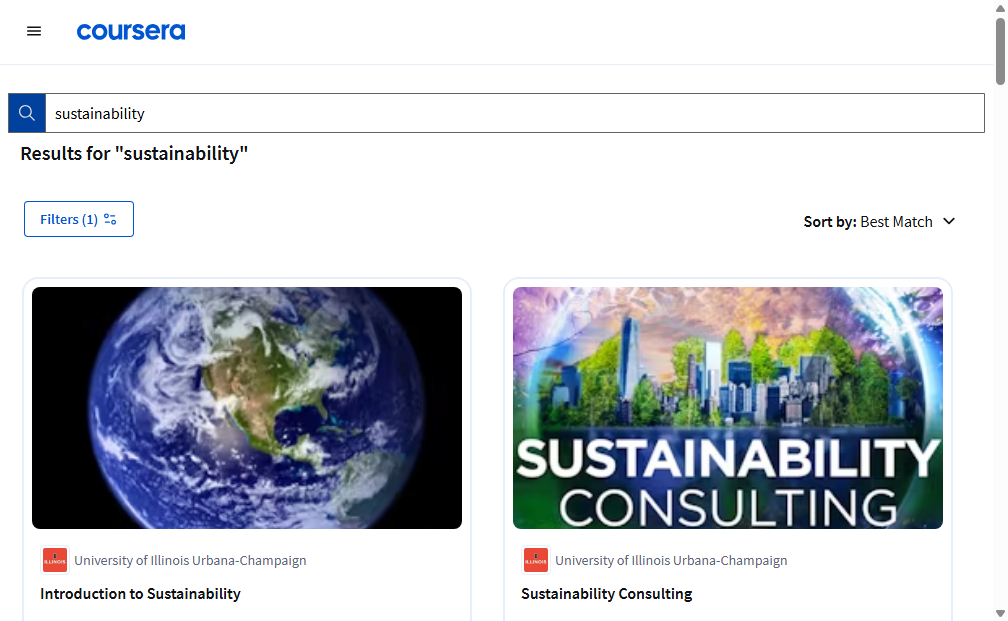 coursera
sustainability
Results for "sustainability"
Filters (1)
Sort by: Best Match
SUSTAINABILITY
CONSULTING
ILLINOIS
University of Illinois Urbana-Champaign
ILLINOIS
University of Illinois Urbana-Champaign
Introduction to Sustainability
Sustainability Consulting